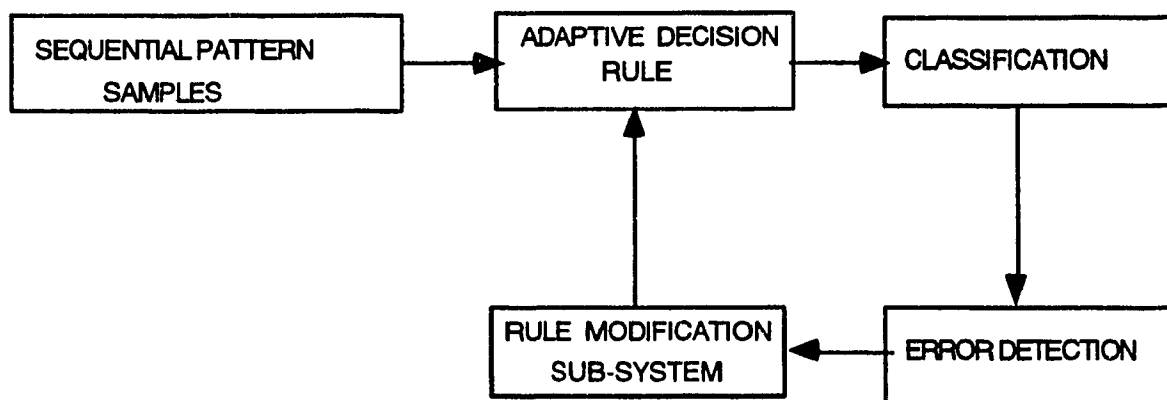 SEQUENTIAL PATTERN
SAMPLES
ADAPTIVE DECISION
RULE
CLASSIFICATION
RULE MODIFICATION
SUB-SYSTEM
ERROR DETECTION